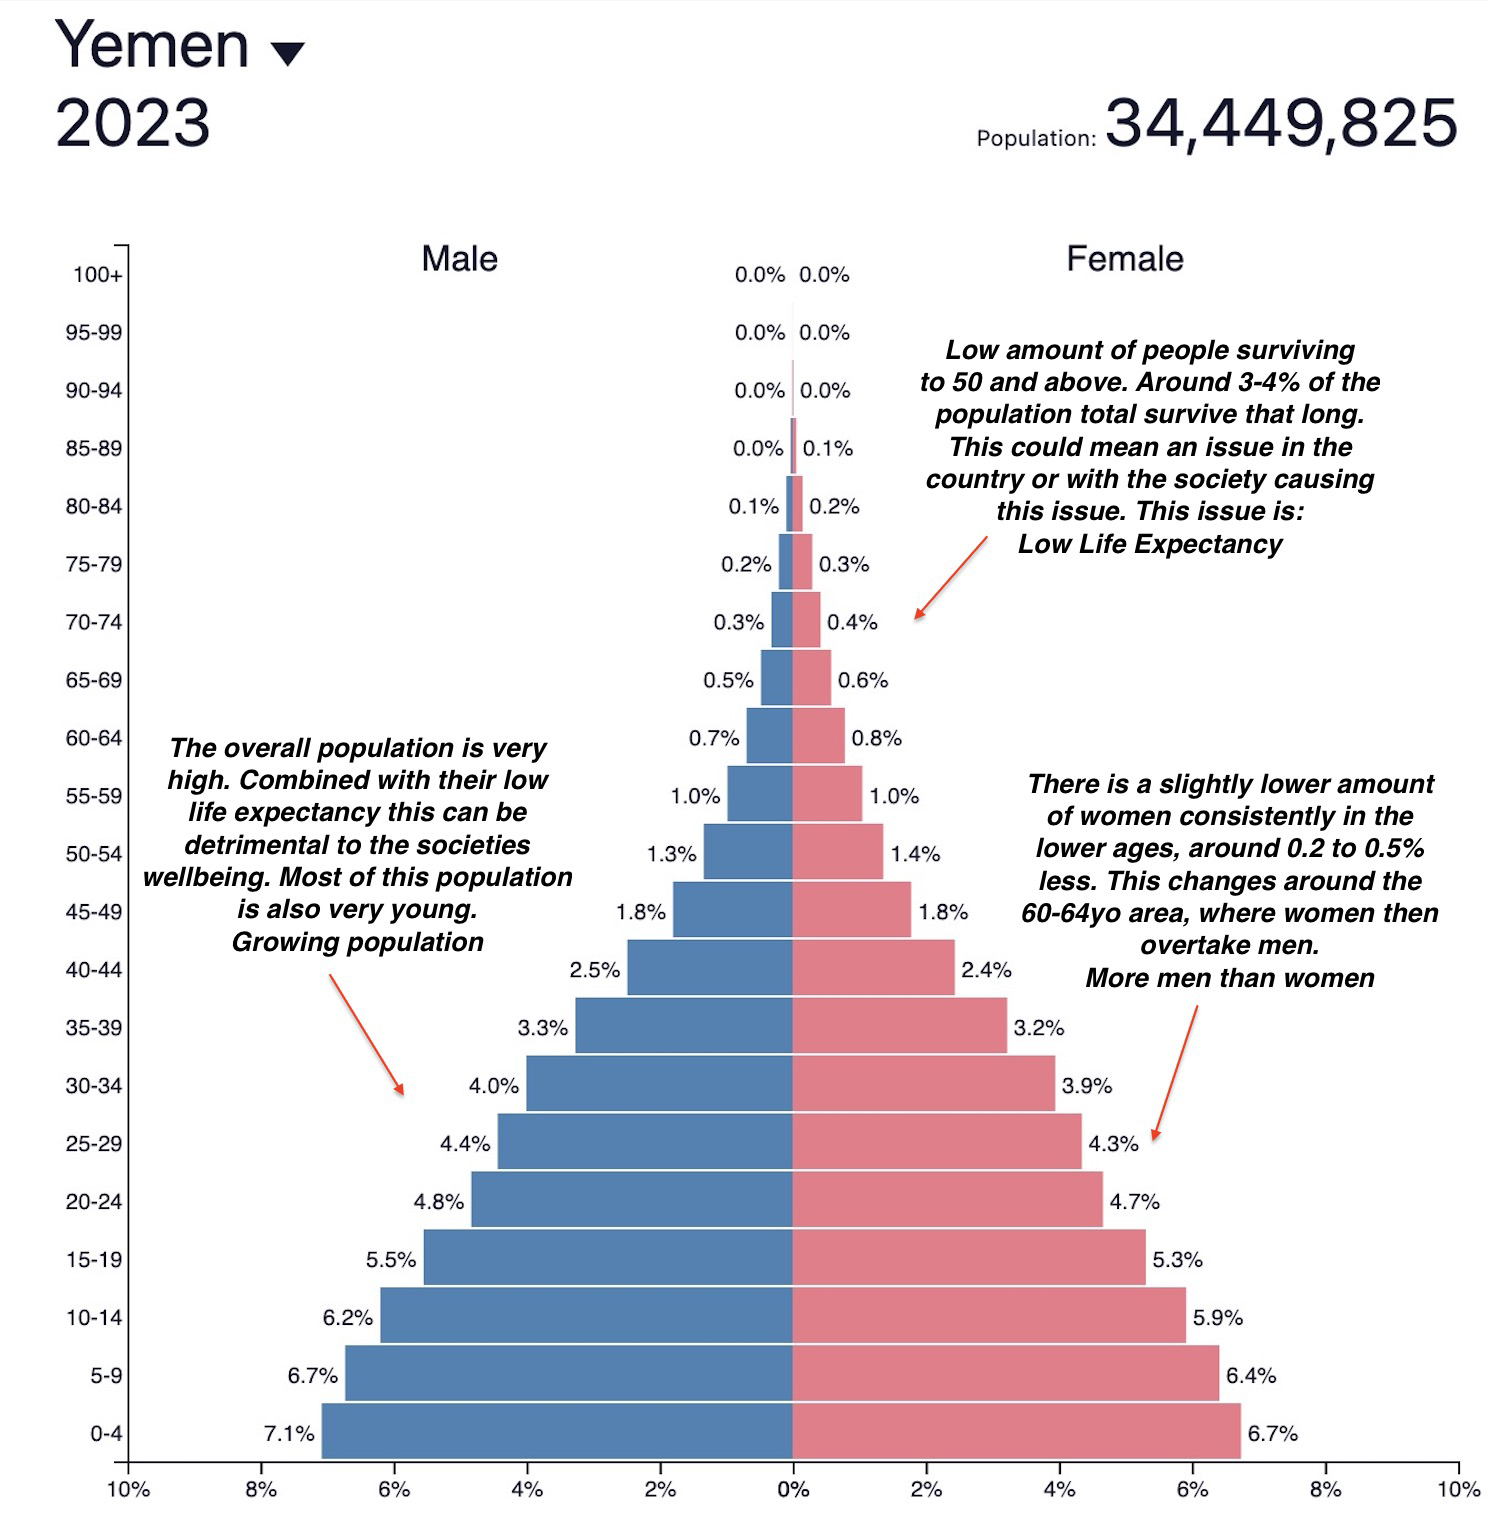 Yemen
2023
Population: 34,449,825
Male
Female
100+ 0.0% 0.0%
95-99 0.0% 0.0%
90-94 0.0% 0.0%
85-89 0.0% 0.1%
80-84 0.1% 0.2%
75-79 0.2% 0.3%
70-74 0.3% 0.4%
65-69 0.5% 0.6%
60-64 0.7% 0.8%
55-59 1.0% 1.0%
50-54 1.3% 1.4%
45-49 1.8% 1.8%
40-44 2.5% 2.4%
35-39 3.3% 3.2%
30-34 4.0% 3.9%
25-29 4.4% 4.3%
20-24 4.8% 4.7%
15-19 5.5% 5.3%
10-14 6.2% 5.9%
5-9 6.7% 6.4%
0-4 7.1% 6.7%
10% 8% 6% 4% 2% 0% 2% 4% 6% 8% 10%
Low amount of people surviving
to 50 and above. Around 3-4% of the
population total survive that long.
This could mean an issue in the
country or with the society causing
this issue. This issue is:
Low Life Expectancy
The overall population is very
high. Combined with their low
life expectancy this can be
detrimental to the societies
wellbeing. Most of this population
is also very young.
Growing population
There is a slightly lower amount
of women consistently in the
lower ages, around 0.2 to 0.5%
less. This changes around the
60-64yo area, where women then
overtake men.
More men than women